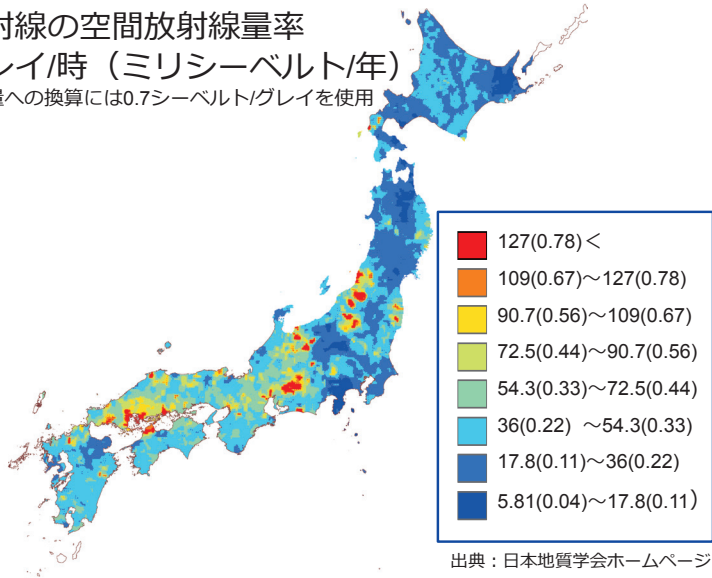 射線の空間放射線量率
レイ/時（ミリシーベルト/年）
量への換算には0.7シーベルト/グレイを使用
127(0.78)＜
109(0.67)～127(0.78)
90.7(0.56)～109(0.67)
72.5(0.44)～90.7(0.56)
54.3(0.33)～72.5(0.44)
36(0.22) ～54.3(0.33)
17.8(0.11)～36(0.22)
5.81(0.04)～17.8(0.11）
出典：日本地質学会ホームページ